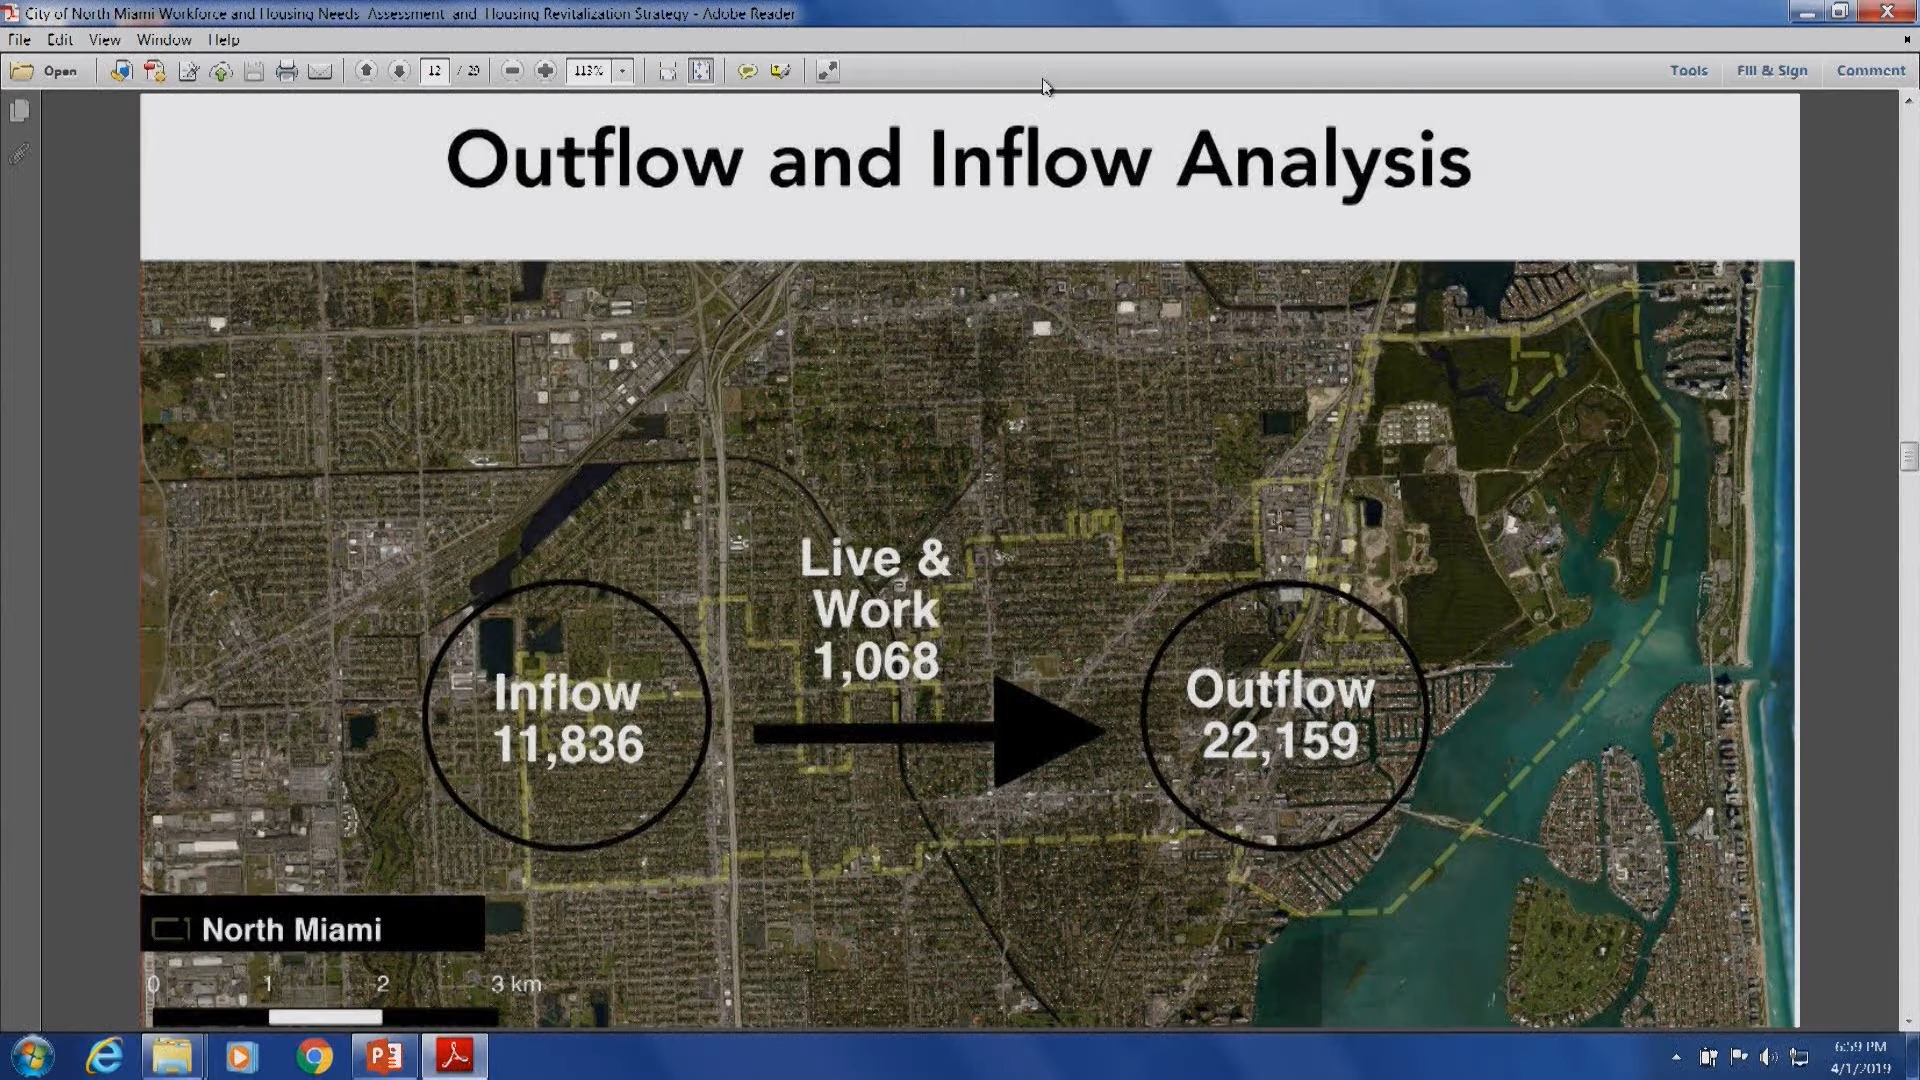 City of North Miami Workforce and Housing Needs Assessment and Housing Revitalization Strategy - Adobe Reader
File Edit View Window Help
Open 12 / 29 113% Tools Fill & Sign Comment
Outflow and Inflow Analysis
Live &
Work
1,068
Inflow
11,836
Outflow
22,159
North Miami
0 1 2 3 km
6:59 PM
4/1/2019